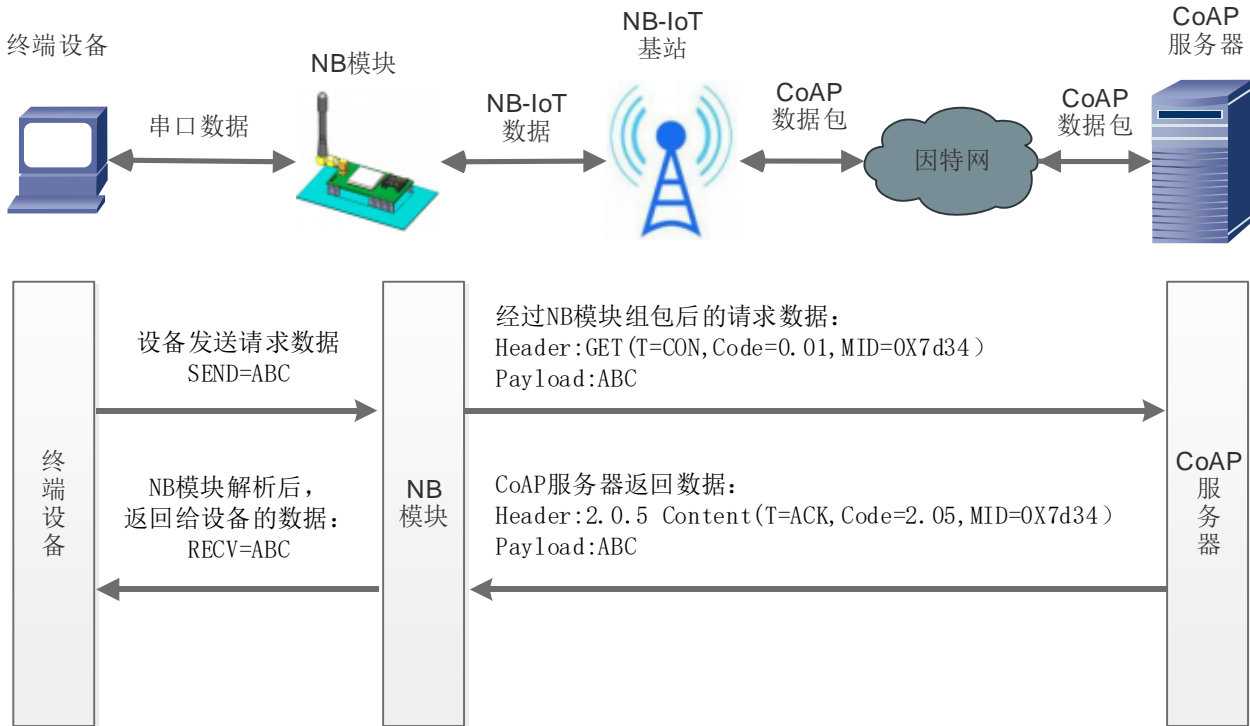 终端设备
NB模块
NB-IoT
基站
CoAP
服务器
串口数据
NB-IoT
数据
CoAP
数据包
因特网
CoAP
数据包
设备发送请求数据
SEND=ABC
经过NB模块组包后的请求数据：
Header:GET(T=CON,Code=0.01,MID=0X7d34）
Payload:ABC
终
端
设
备
NB模块解析后，
返回给设备的数据：
RECV=ABC
NB
模块
CoAP服务器返回数据：
Header:2.0.5 Content(T=ACK,Code=2.05,MID=0X7d34）
Payload:ABC
CoAP
服
务
器